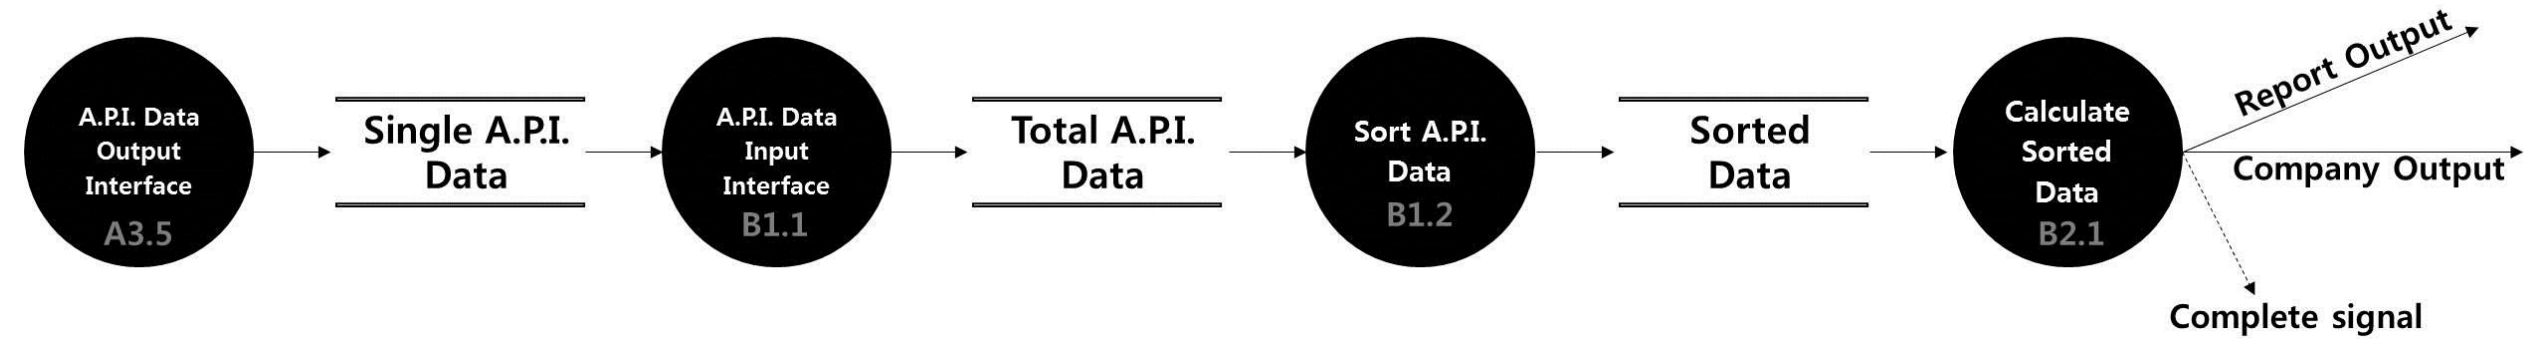 A.P.I. Data
Output
Interface
A3.5
Single A.P.I.
Data
A.P.I. Data
Input
Interface
B1.1
Total A.P.I.
Data
Sort A.P.I.
Data
B1.2
Sorted
Data
Calculate
Sorted
Data
B2.1
Report Output
Company Output
Complete signal